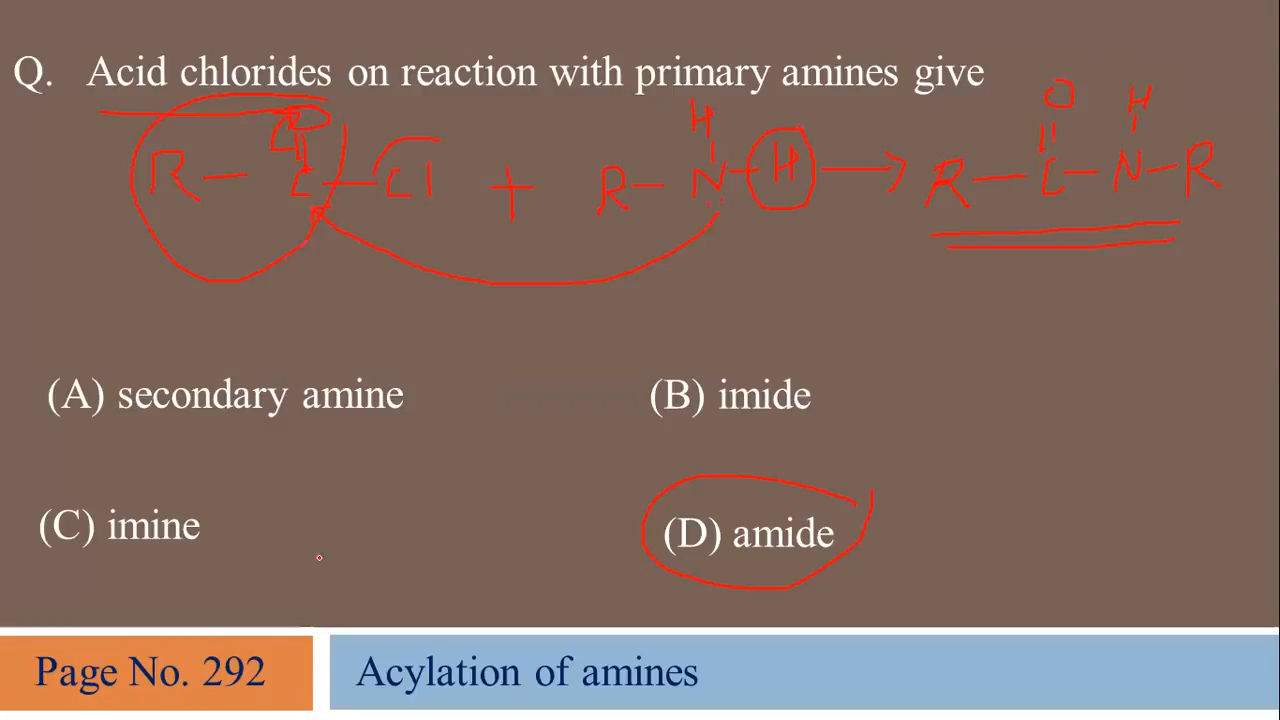 Q. Acid chlorides on reaction with primary amines give
O H O H
R — C — Cl + R — N — H → R — C — N — R
(A) secondary amine (B) imide
(C) imine (D) amide
Page No. 292 Acylation of amines